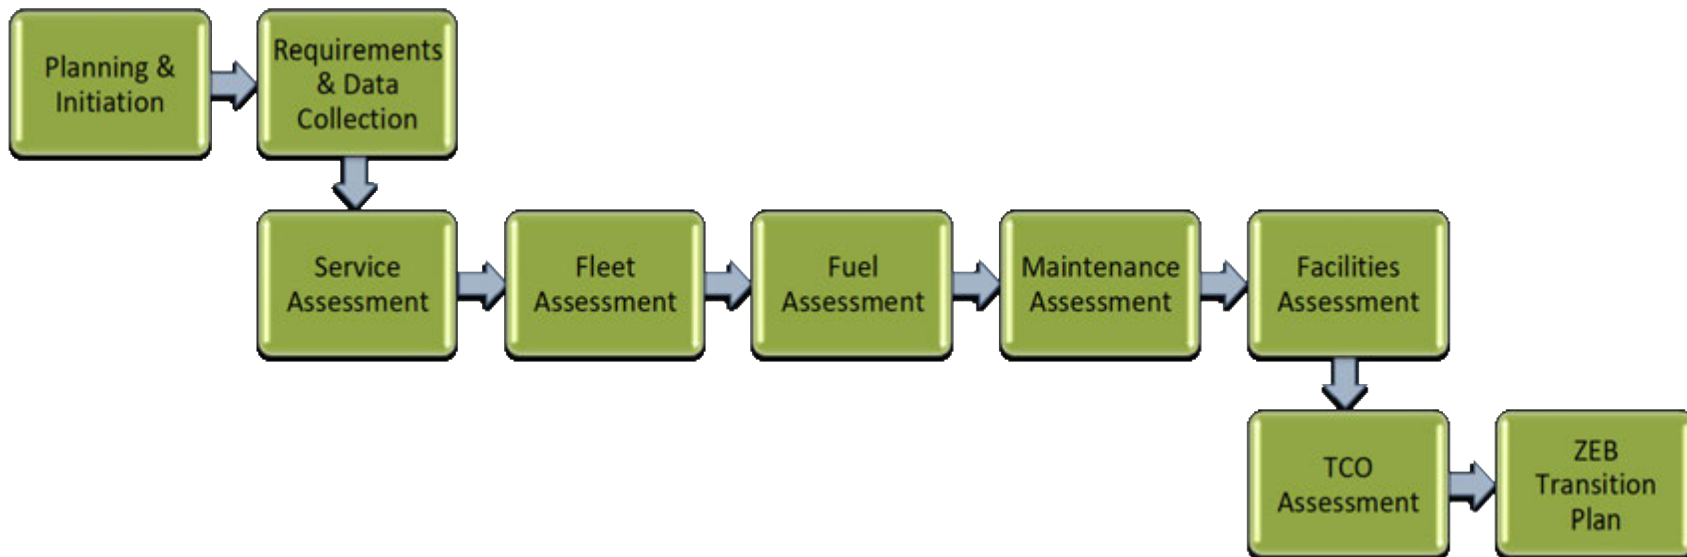 Planning &
Initiation
Requirements
& Data
Collection
Service
Assessment
Fleet
Assessment
Fuel
Assessment
Maintenance
Assessment
Facilities
Assessment
TCO
Assessment
ZEB
Transition
Plan